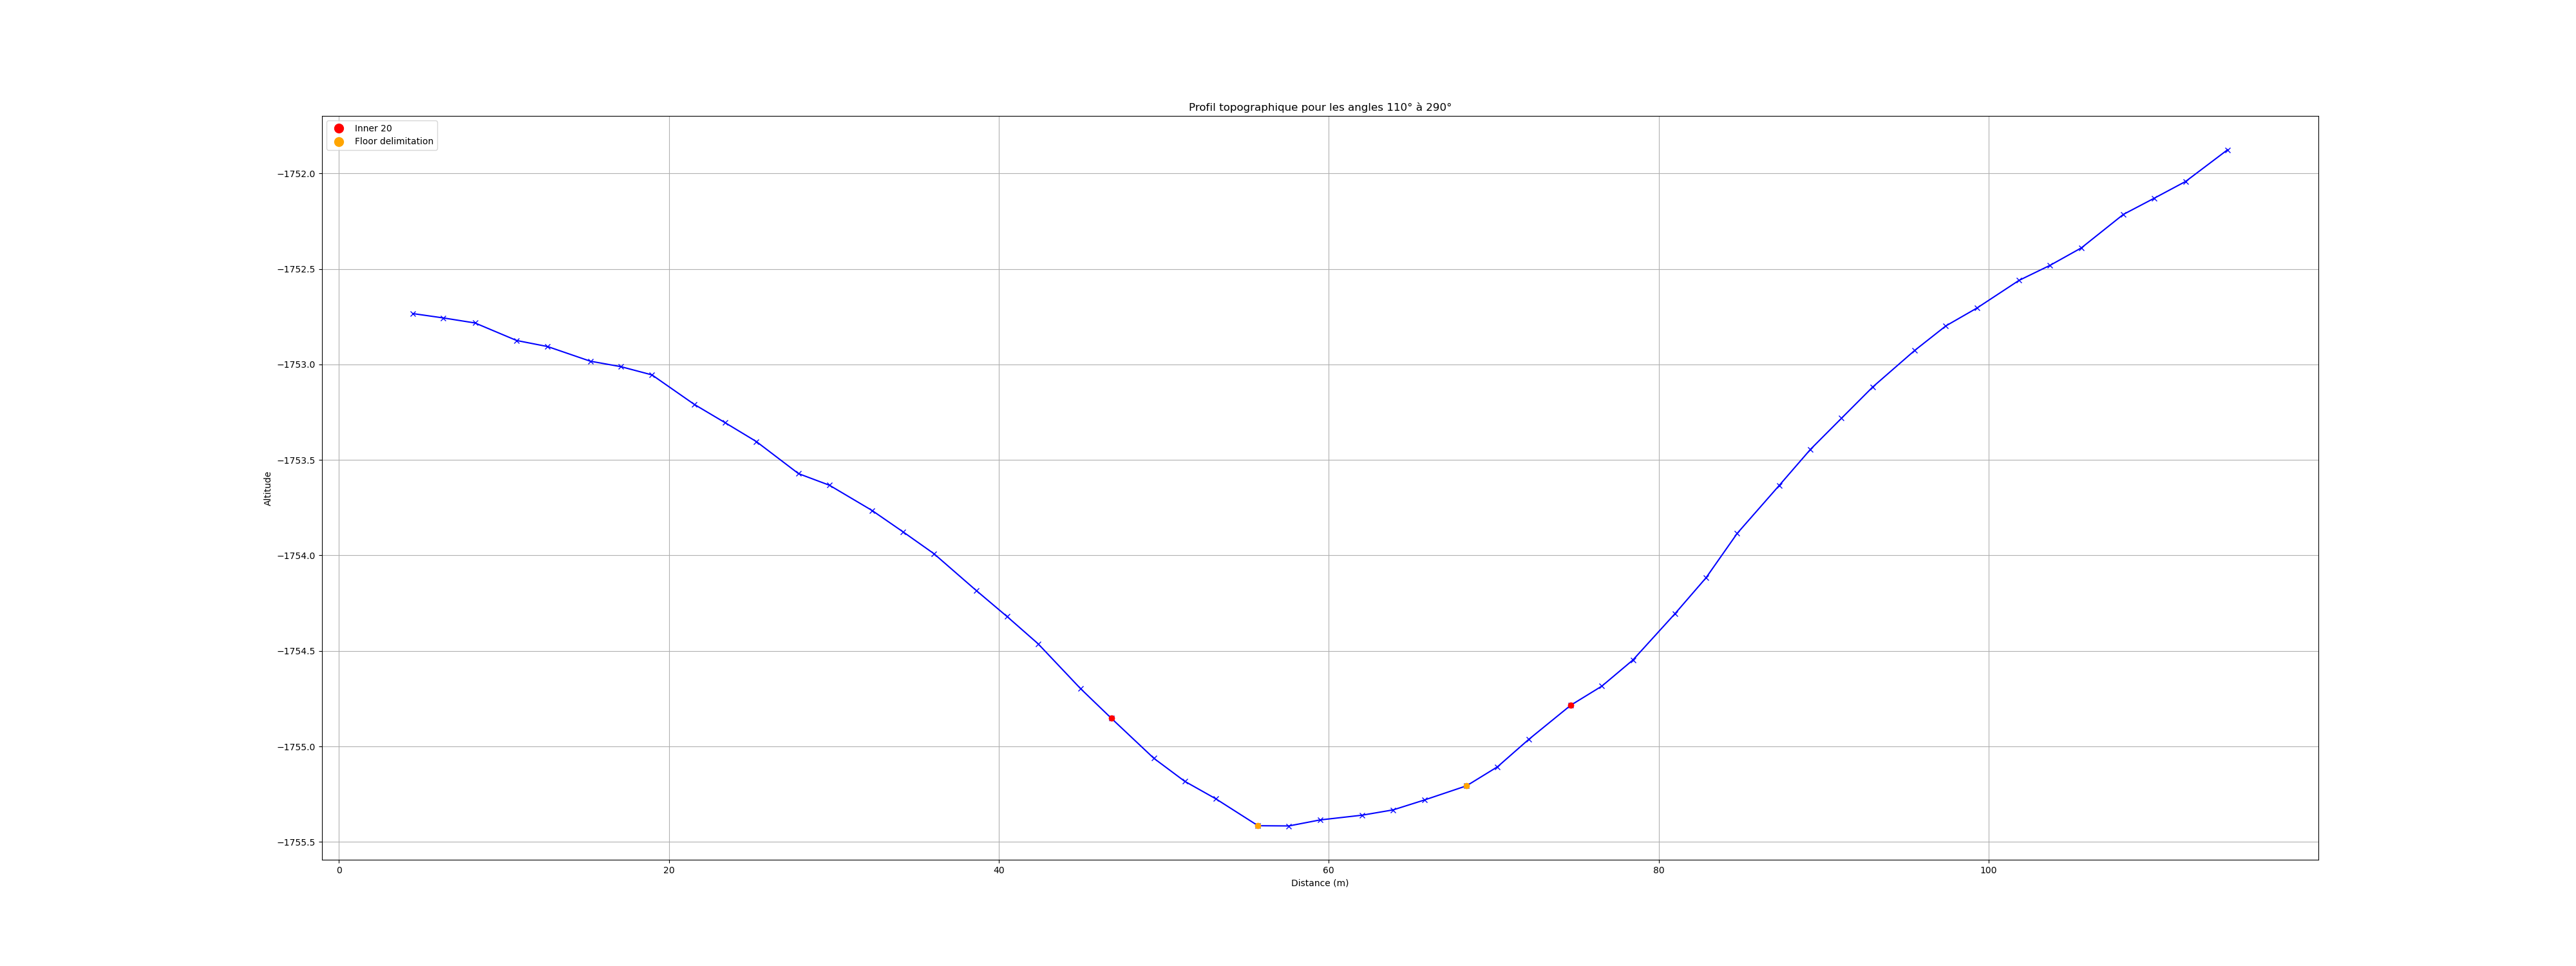 Profil topographique pour les angles 110° à 290°
Inner 20
Floor delimitation
−1752.0
−1752.5
−1753.0
−1753.5
−1754.0
−1754.5
−1755.0
−1755.5
Altitude
0 20 40 60 80 100
Distance (m)